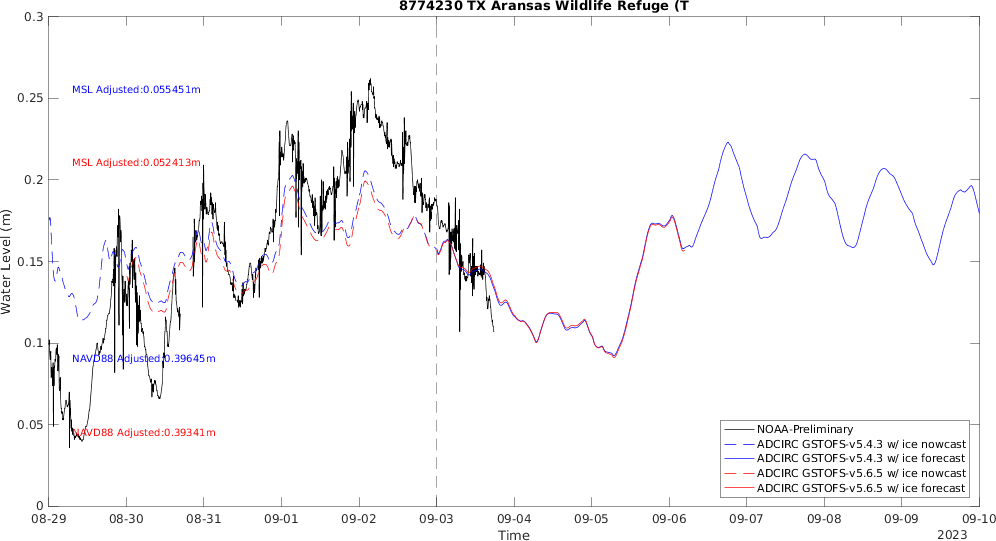 8774230 TX Aransas Wildlife Refuge (T
0.3
0.25
0.2
0.15
0.1
0.05
0
Water Level (m)
MSL Adjusted:0.055451m
MSL Adjusted:0.052413m
NAVD88 Adjusted:0.39645m
NAVD88 Adjusted:0.39341m
NOAA-Preliminary
ADCIRC GSTOFS-v5.4.3 w/ ice nowcast
ADCIRC GSTOFS-v5.4.3 w/ ice forecast
ADCIRC GSTOFS-v5.6.5 w/ ice nowcast
ADCIRC GSTOFS-v5.6.5 w/ ice forecast
08-29 08-30 08-31 09-01 09-02 09-03 09-04 09-05 09-06 09-07 09-08 09-09 09-10
Time
2023